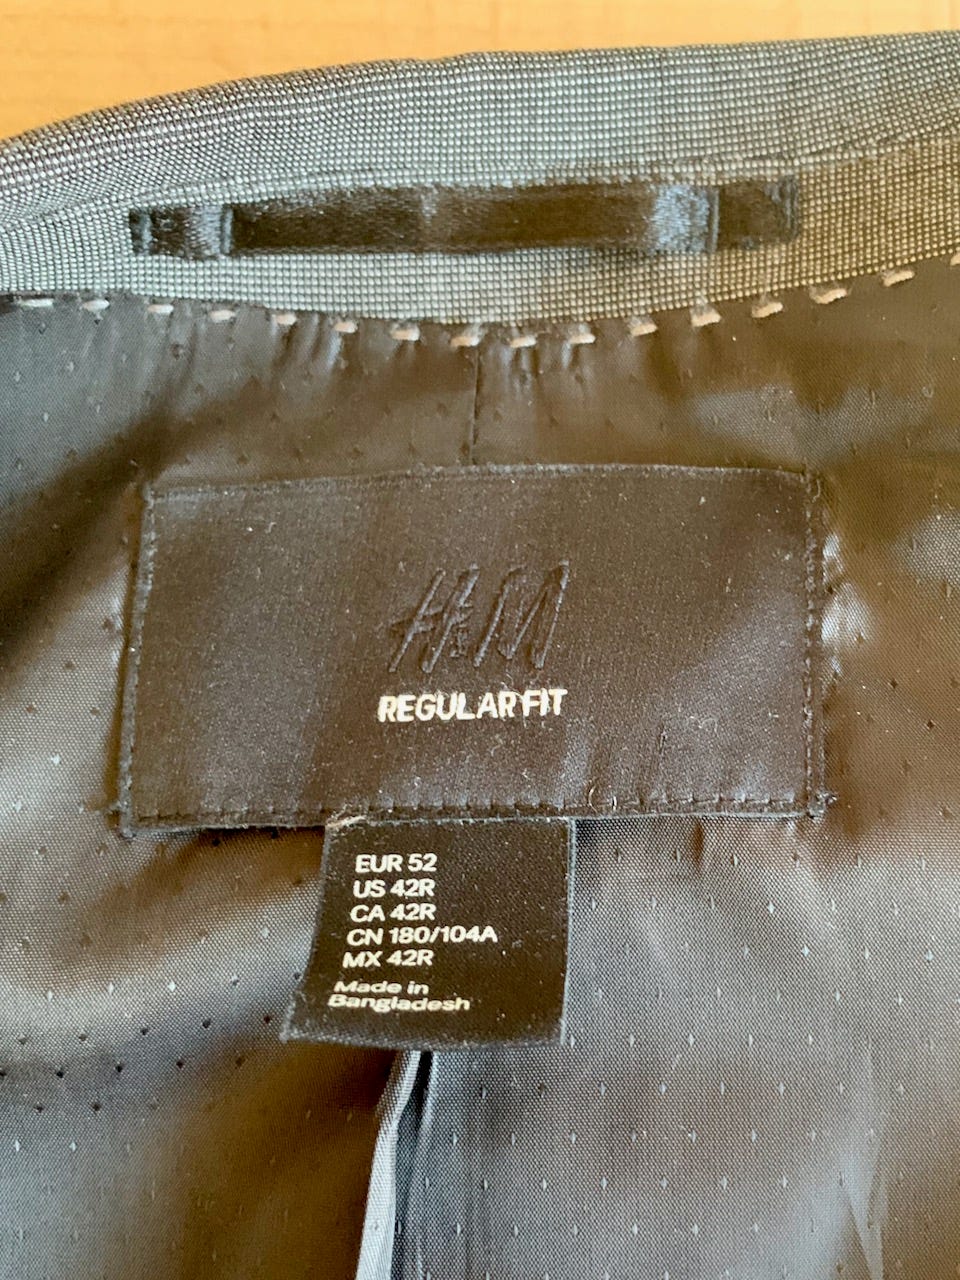 H&M
REGULAR FIT
EUR 52
US 42R
CA 42R
CN 180/104A
MX 42R
Made in
Bangladesh